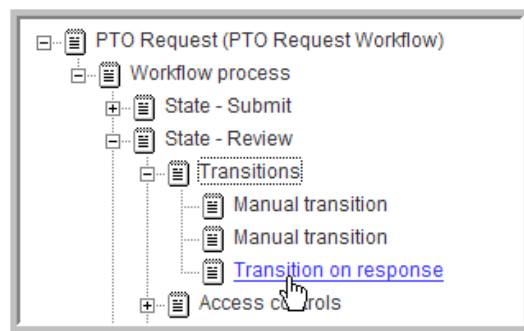 PTO Request (PTO Request Workflow)
Workflow process
State - Submit
State - Review
Transitions
Manual transition
Manual transition
Transition on response
Access controls